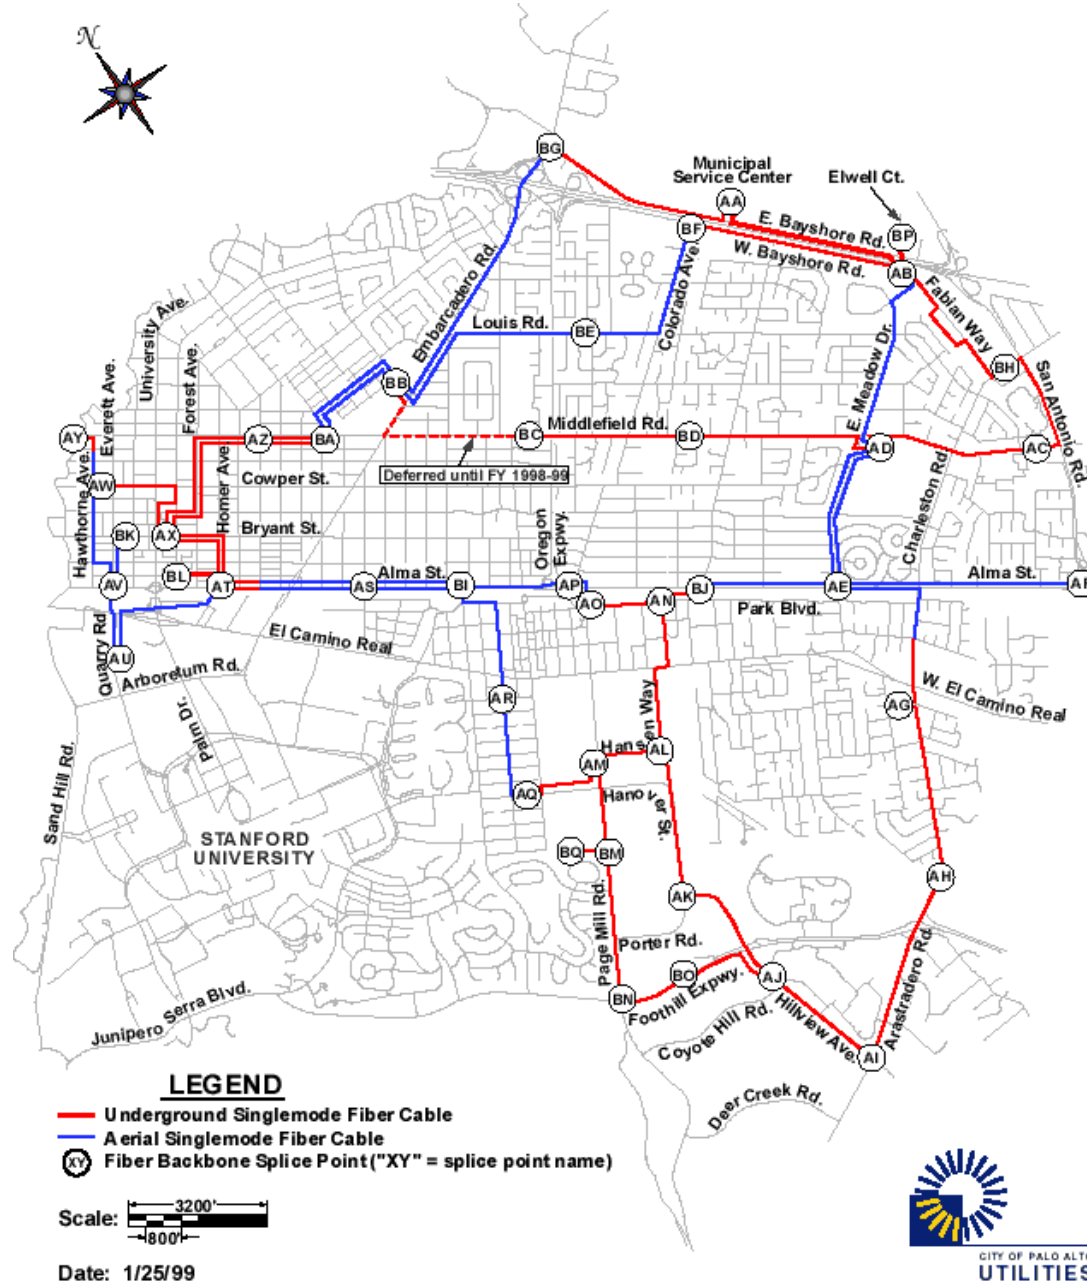 N
BG
Municipal
Service Center
Elwell Ct.
AA
BF
E. Bayshore Rd.
BP
W. Bayshore Rd.
AB
Embarcadero Rd.
Colorado Ave.
Fabian Way
University Ave.
Louis Rd.
BE
E. Meadow Dr.
Everett Ave.
Forest Ave.
BB
BH
San Antonio Rd.
AY
AZ
BA
BC
Middlefield Rd.
BD
AD
AC
Deferred until FY 1998-99
Hawthorne Ave.
AW
Homer Ave.
Cowper St.
Charleston Rd.
BK
AX
Bryant St.
Oregon
Expwy.
AV
BL
AT
Alma St.
AS
BI
AP
AO
AN
BJ
Park Blvd.
AE
Alma St.
Quarry Rd
AU
El Camino Real
Arboretum Rd.
Palm Dr.
AR
Hansen Way
AG
W. El Camino Real
Sand Hill Rd.
AM
AL
AQ
Hanover St.
STANFORD
UNIVERSITY
BQ
BM
AH
Page Mill Rd.
AK
Porter Rd.
BO
AJ
Arastradero Rd.
BN
Foothill Expwy.
Junipero Serra Blvd.
Coyote Hill Rd.
Hillview Ave.
AI
Deer Creek Rd.
LEGEND
Underground Singlemode Fiber Cable
Aerial Singlemode Fiber Cable
XY Fiber Backbone Splice Point ("XY" = splice point name)
Scale: 3200'
800'
Date: 1/25/99
CITY OF PALO ALT
UTILITIES